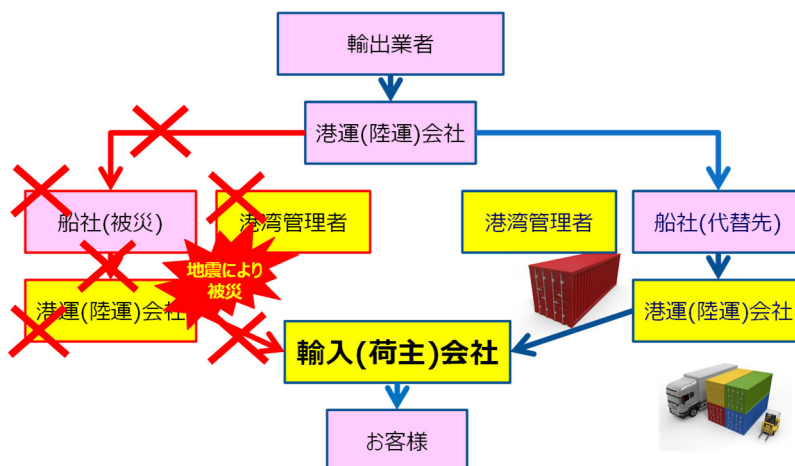 輸出業者
港運(陸運)会社
船社(被災)
港湾管理者
港湾管理者
船社(代替先)
地震により
被災
港運(陸運)会社
港運(陸運)会社
輸入(荷主)会社
お客様